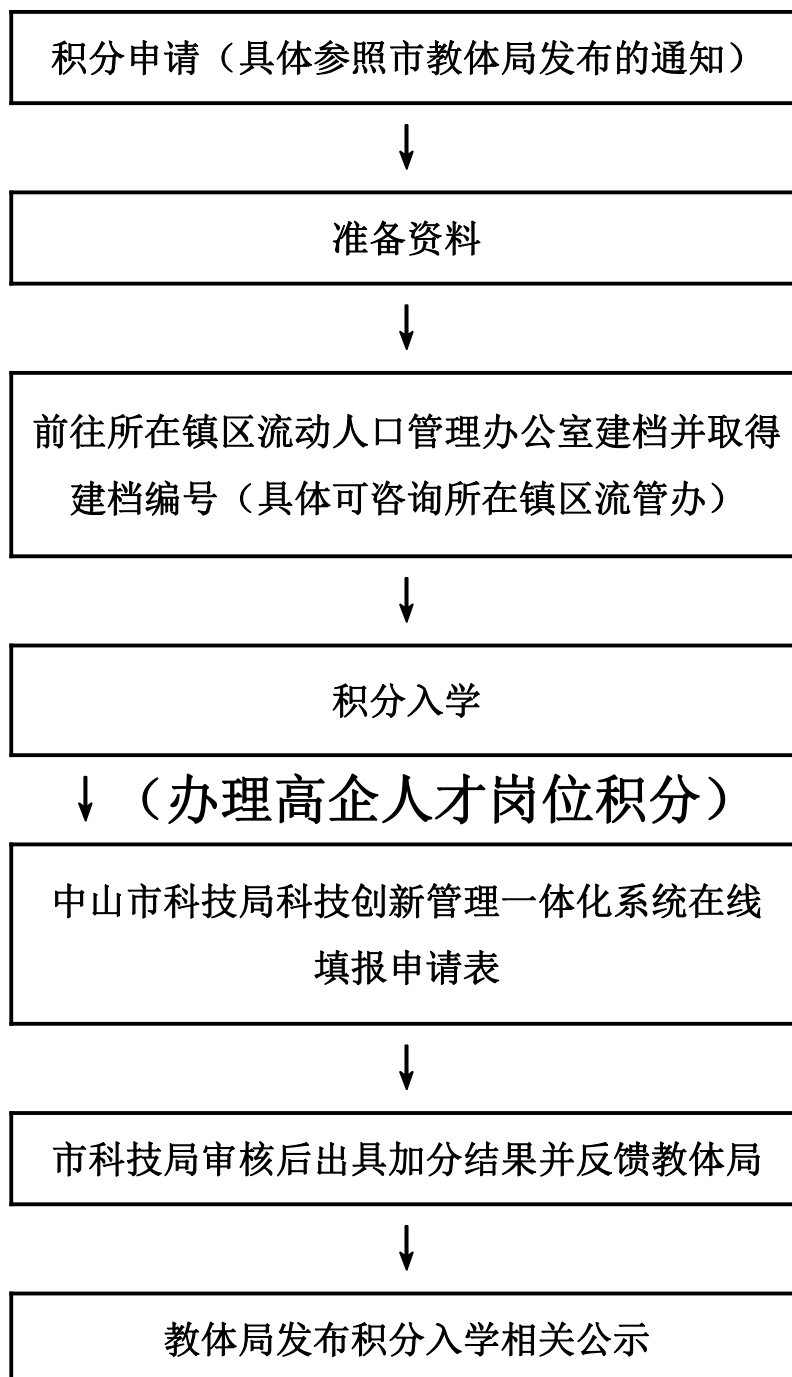 积分申请（具体参照市教体局发布的通知）
准备资料
前往所在镇区流动人口管理办公室建档并取得
建档编号（具体可咨询所在镇区流管办）
积分入学
（办理高企人才岗位积分）
中山市科技局科技创新管理一体化系统在线
填报申请表
市科技局审核后出具加分结果并反馈教体局
教体局发布积分入学相关公示